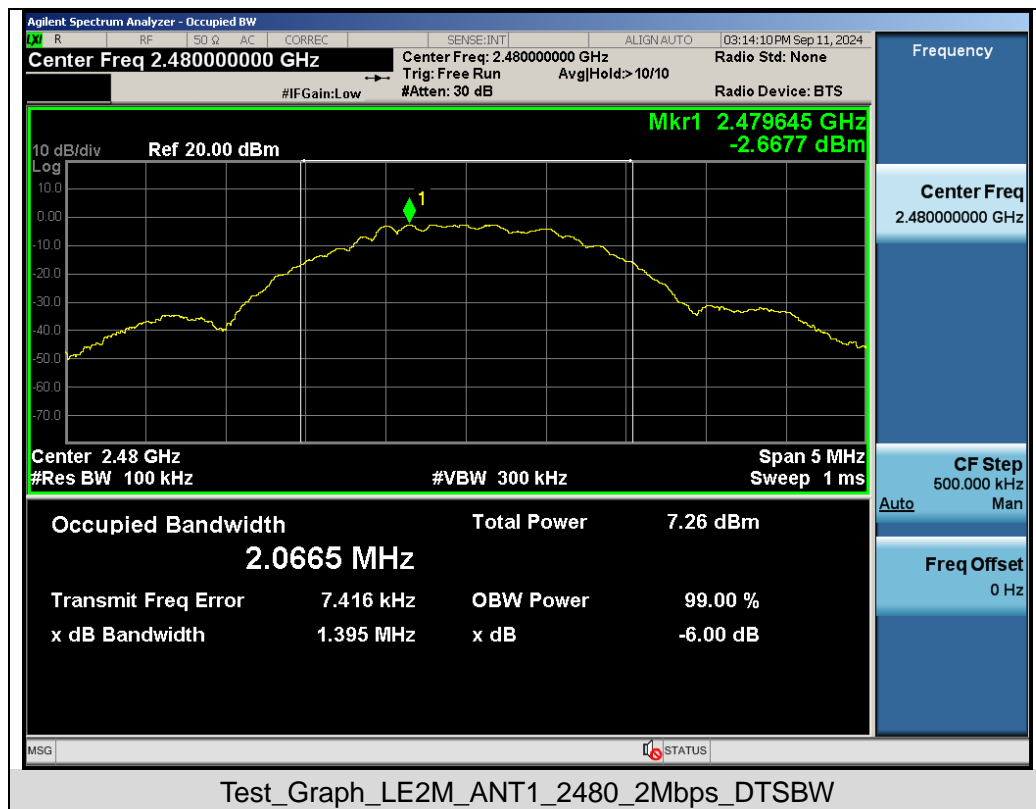 Agilent Spectrum Analyzer - Occupied BW
LXI R RF 50 Ω AC CORREC SENSE:INT ALIGN AUTO 03:14:10 PM Sep 11, 2024
Center Freq 2.480000000 GHz
Center Freq: 2.480000000 GHz Radio Std: None
Trig: Free Run Avg|Hold:> 10/10
#IFGain:Low #Atten: 30 dB Radio Device: BTS
Mkr1 2.479645 GHz
-2.6677 dBm
10 dB/div Ref 20.00 dBm
Log
10.0
1
0.00
-10.0
-20.0
-30.0
-40.0
-50.0
-60.0
-70.0
Center 2.48 GHz Span 5 MHz
#Res BW 100 kHz #VBW 300 kHz Sweep 1 ms
Occupied Bandwidth Total Power 7.26 dBm
2.0665 MHz
Transmit Freq Error 7.416 kHz OBW Power 99.00 %
x dB Bandwidth 1.395 MHz x dB -6.00 dB
Frequency
Center Freq
2.480000000 GHz
CF Step
500.000 kHz
Auto Man
Freq Offset
0 Hz
MSG STATUS
Test_Graph_LE2M_ANT1_2480_2Mbps_DTSBW